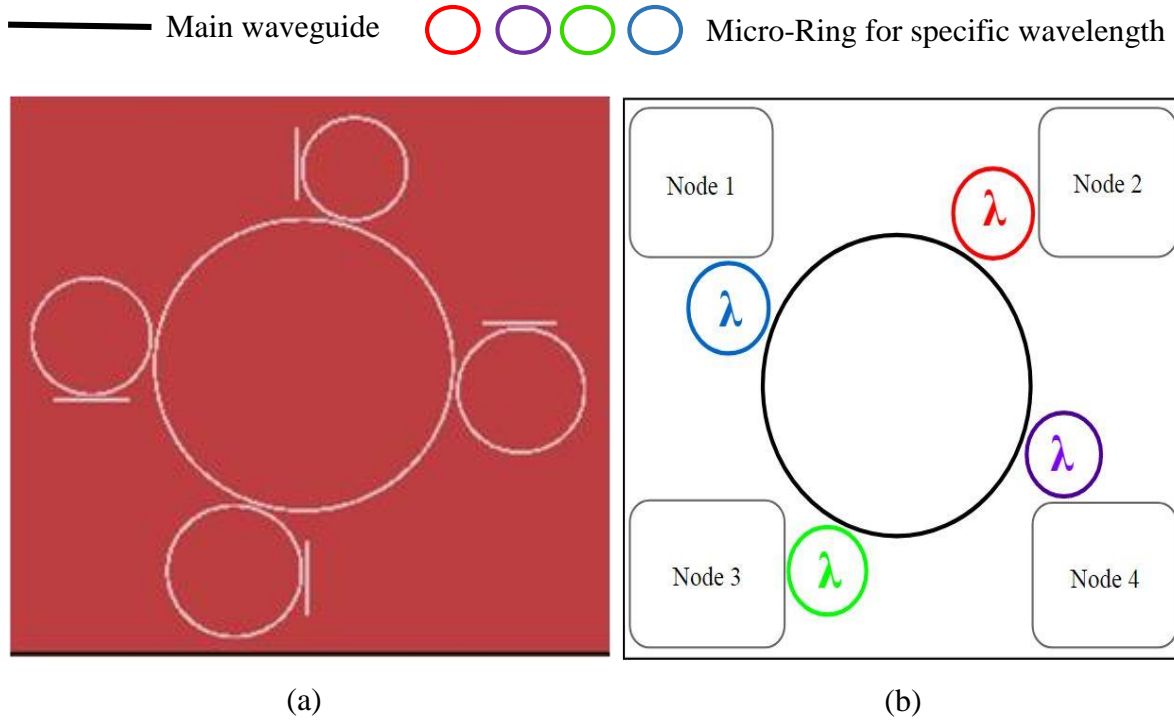 Main waveguide
Micro-Ring for specific wavelength
Node 1
Node 2
λ
λ
λ
Node 3
λ
Node 4
(a)
(b)